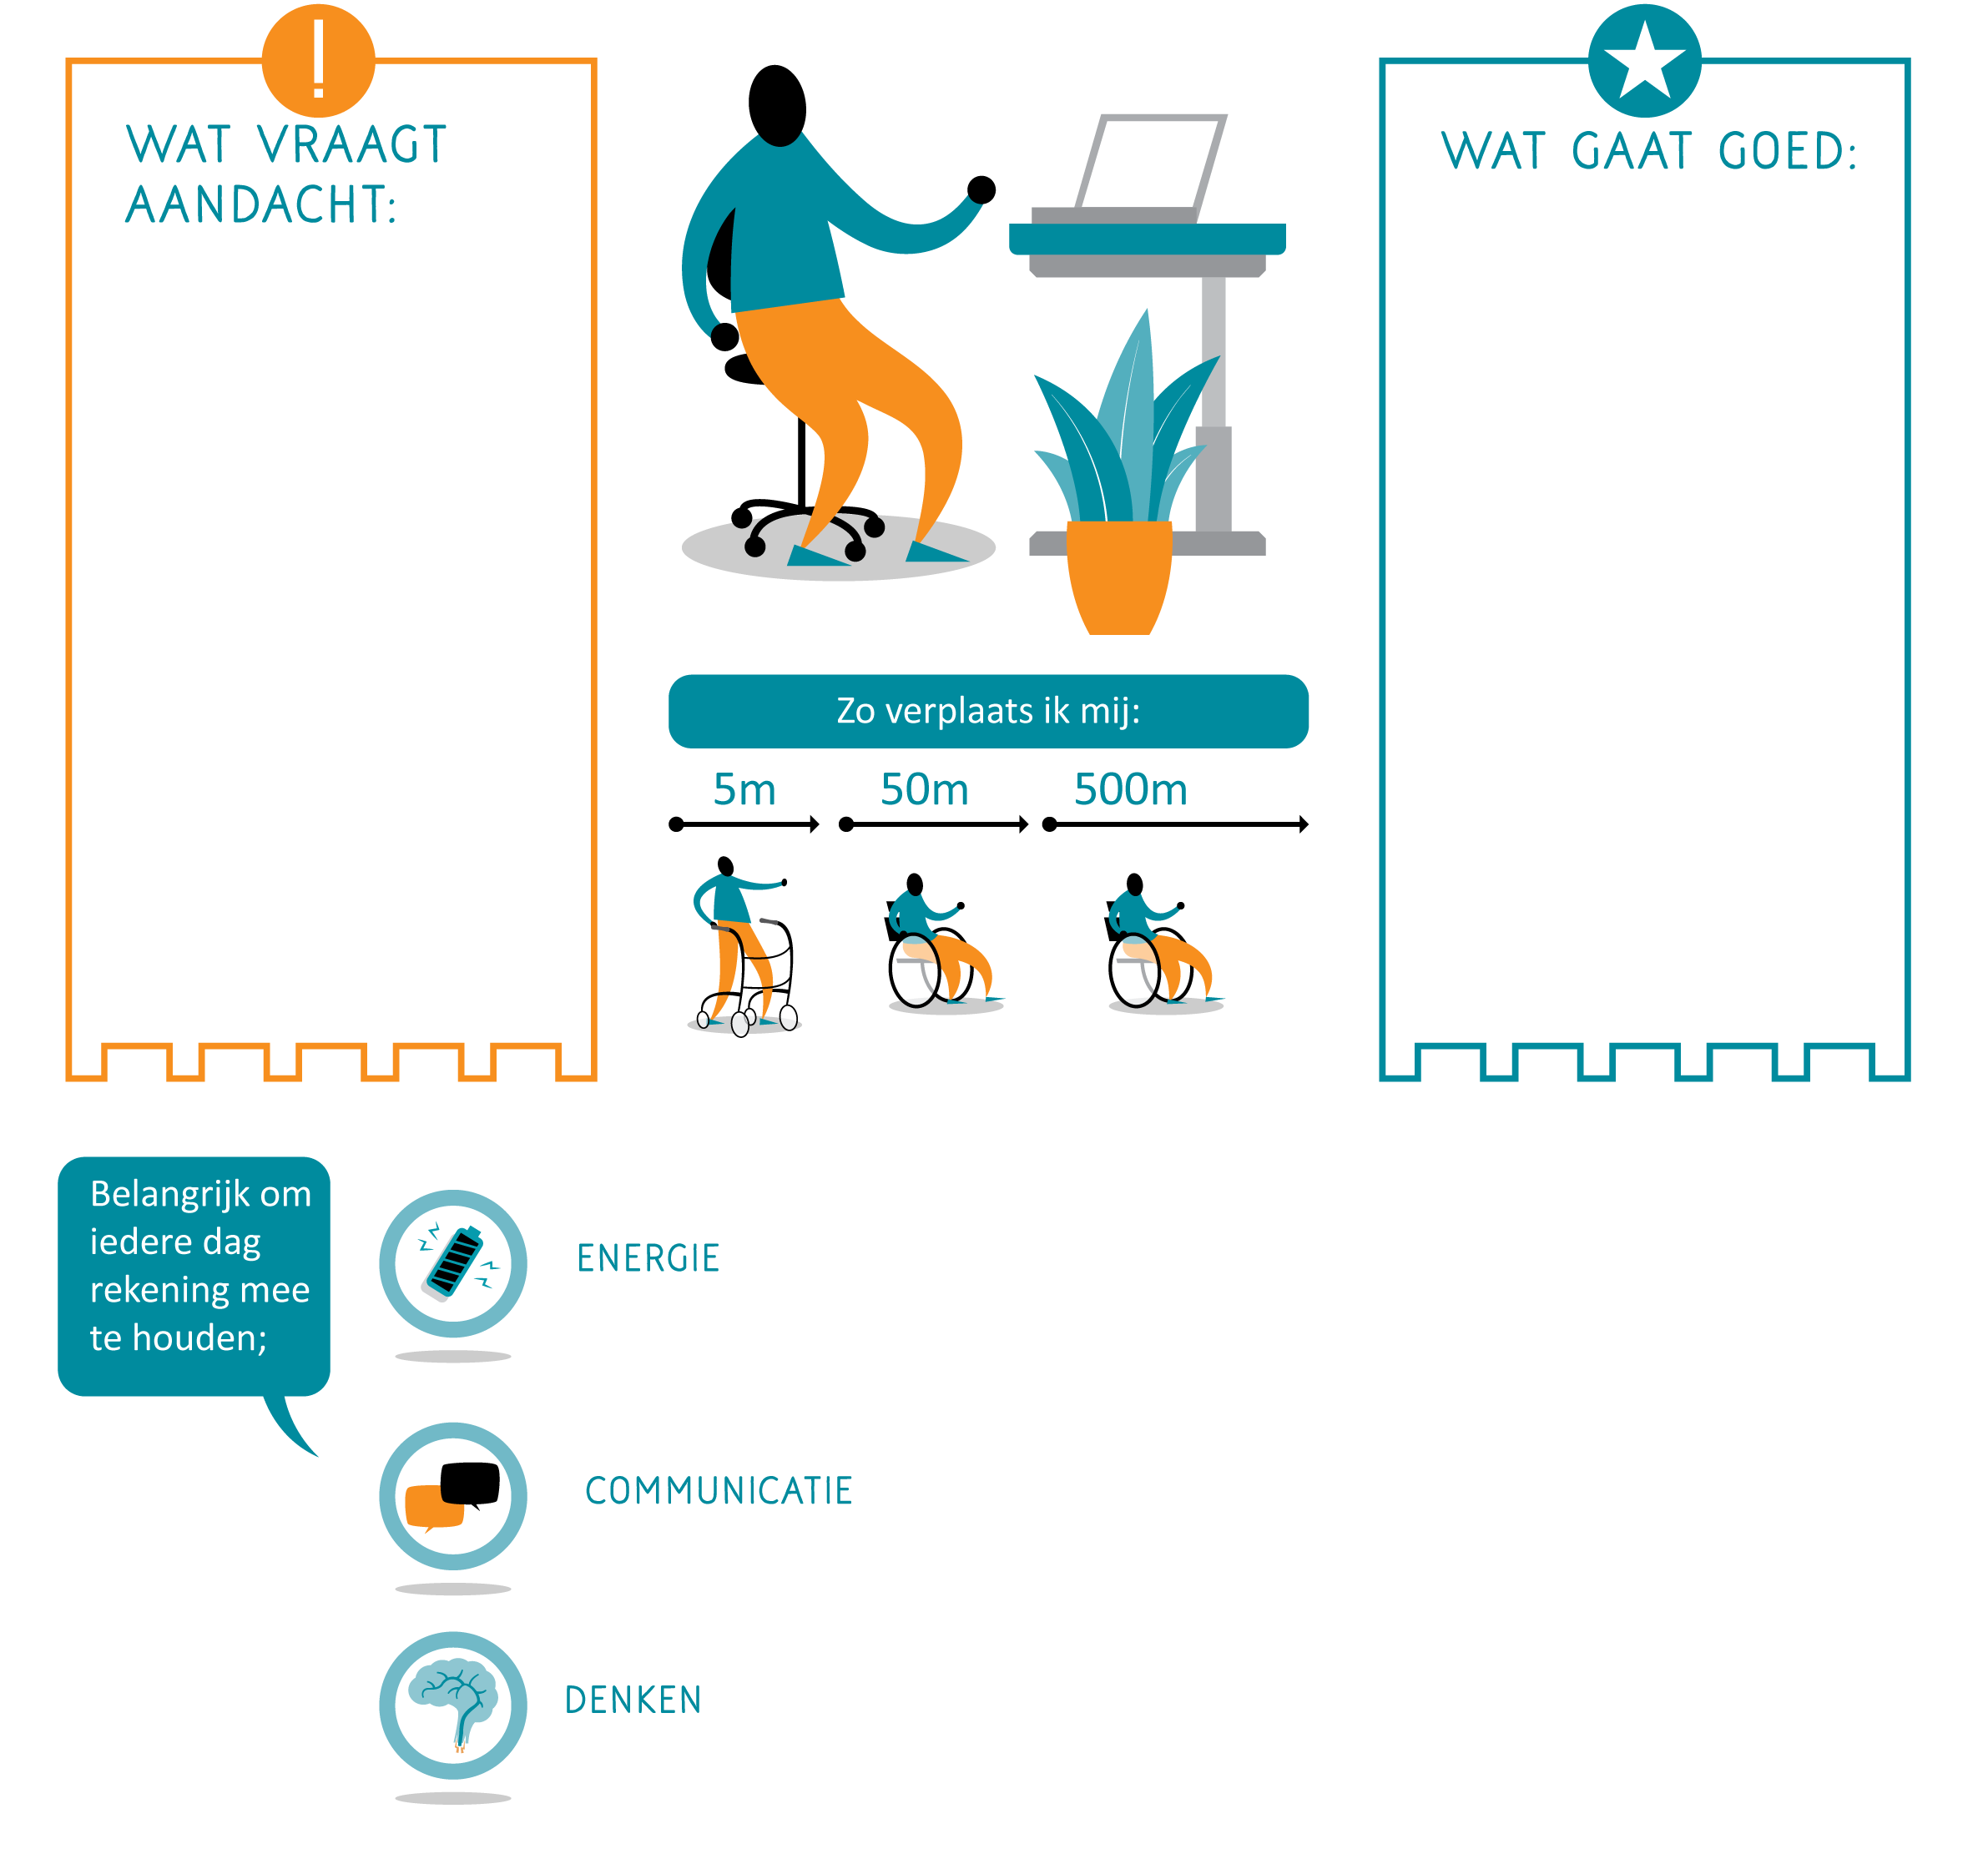 WAT VRAAGT
AANDACHT:
WAT GAAT GOED:
Zo verplaats ik mij:
5m 50m 500m
Belangrijk om
iedere dag
rekening mee
te houden;
ENERGIE
COMMUNICATIE
DENKEN